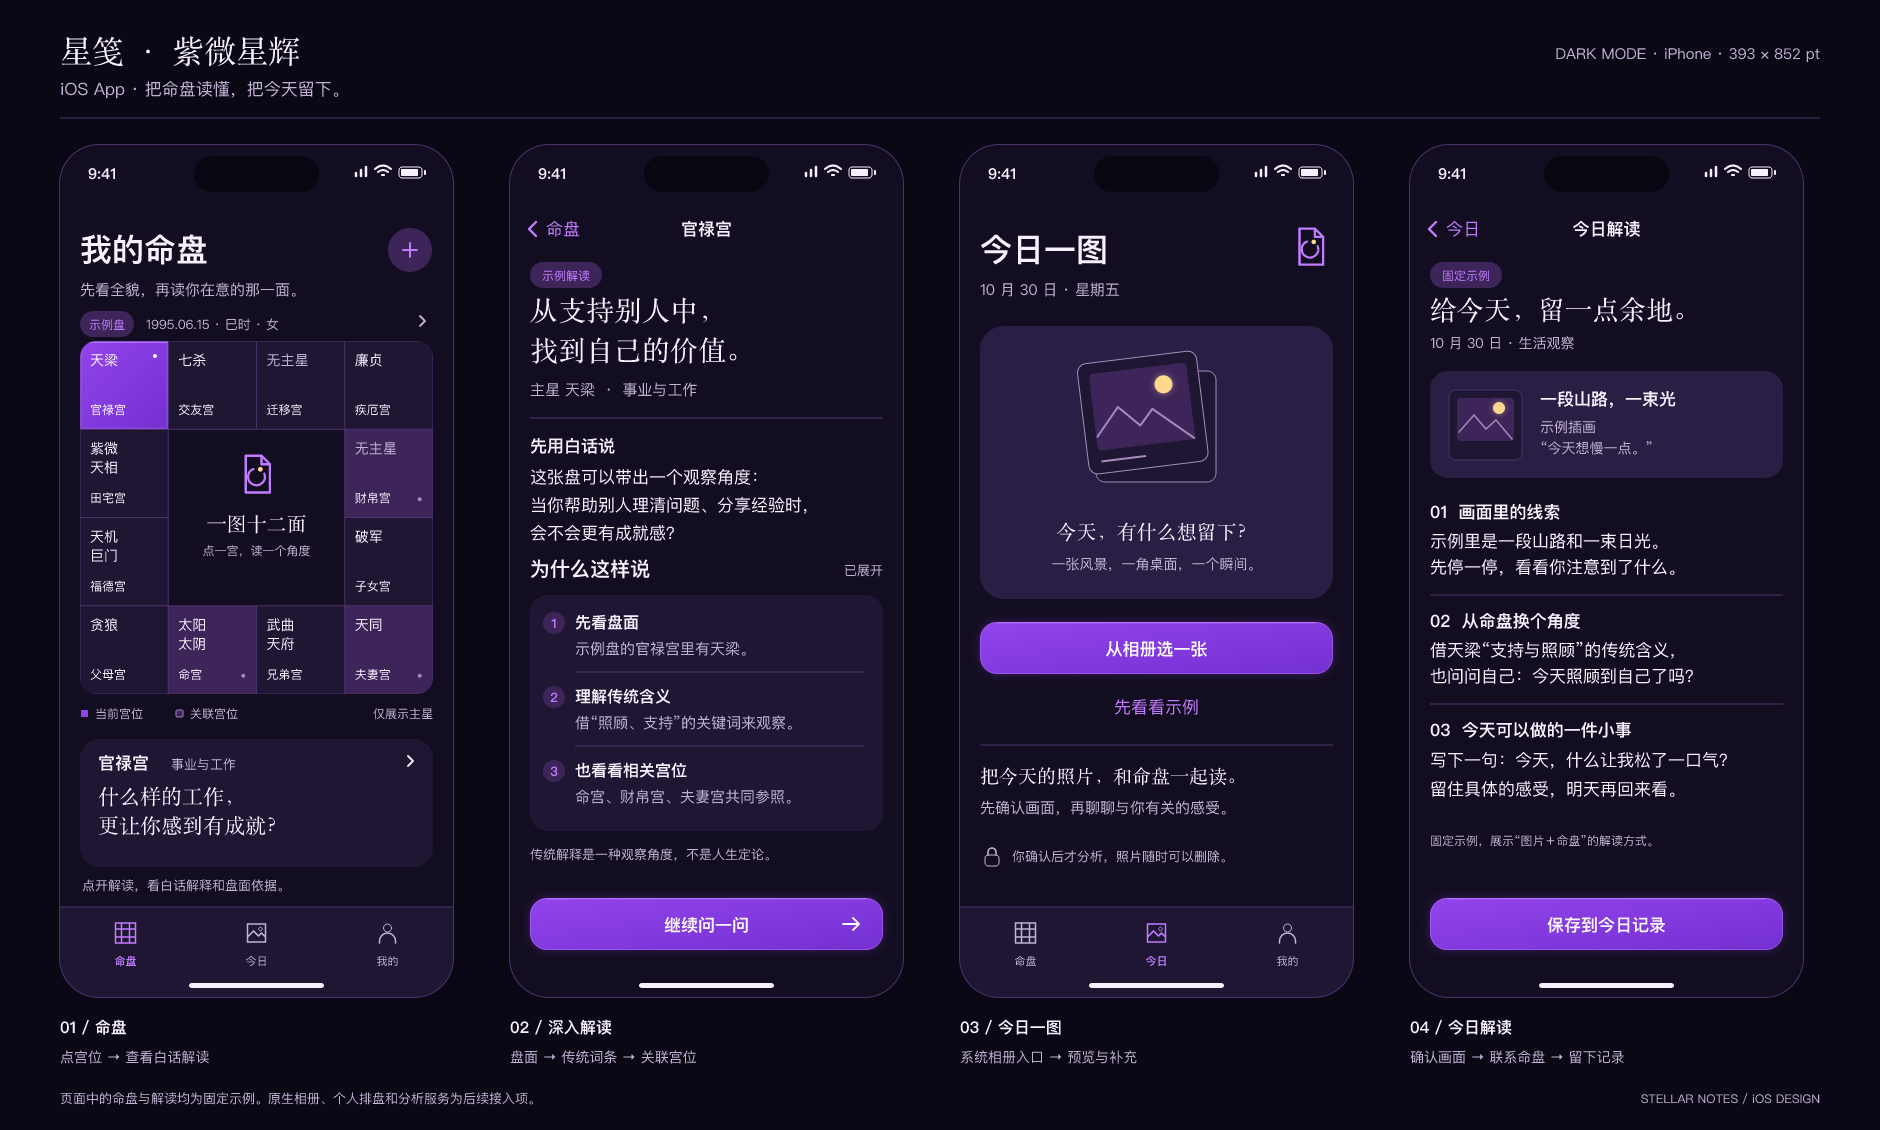 星笺 · 紫微星辉
iOS App · 把命盘读懂，把今天留下。
DARK MODE · iPhone · 393 × 852 pt
9:41
我的命盘
先看全貌，再读你在意的那一面。
示例盘 1995.06.15 · 巳时 · 女
天梁
官禄宫
七杀
交友宫
无主星
迁移宫
廉贞
疾厄宫
紫微
天相
田宅宫
无主星
财帛宫
一图十二面
点一宫，读一个角度
天机
巨门
福德宫
破军
子女宫
贪狼
父母宫
太阳
太阴
命宫
武曲
天府
兄弟宫
天同
夫妻宫
当前宫位 关联宫位 仅展示主星
官禄宫 事业与工作
什么样的工作，
更让你感到有成就？
点开解读，看白话解释和盘面依据。
命盘 今日 我的
01 / 命盘
点宫位 → 查看白话解读
9:41
命盘 官禄宫
示例解读
从支持别人中，
找到自己的价值。
主星 天梁 · 事业与工作
先用白话说
这张盘可以带出一个观察角度：
当你帮助别人理清问题、分享经验时，
会不会更有成就感？
为什么这样说 已展开
1 先看盘面
示例盘的官禄宫里有天梁。
2 理解传统含义
借“照顾、支持”的关键词来观察。
3 也看看相关宫位
命宫、财帛宫、夫妻宫共同参照。
传统解释是一种观察角度，不是人生定论。
继续问一问 →
02 / 深入解读
盘面 → 传统词条 → 关联宫位
9:41
今日一图
10 月 30 日 · 星期五
今天，有什么想留下？
一张风景，一角桌面，一个瞬间。
从相册选一张
先看看示例
把今天的照片，和命盘一起读。
先确认画面，再聊聊与你有关的感受。
你确认后才分析，照片随时可以删除。
命盘 今日 我的
03 / 今日一图
系统相册入口 → 预览与补充
9:41
今日 今日解读
固定示例
给今天，留一点余地。
10 月 30 日 · 生活观察
一段山路，一束光
示例插画
“今天想慢一点。”
01 画面里的线索
示例里是一段山路和一束日光。
先停一停，看看你注意到了什么。
02 从命盘换个角度
借天梁“支持与照顾”的传统含义，
也问问自己：今天照顾到自己了吗？
03 今天可以做的一件小事
写下一句：今天，什么让我松了一口气？
留住具体的感受，明天再回来看。
固定示例，展示“图片＋命盘”的解读方式。
保存到今日记录
04 / 今日解读
确认画面 → 联系命盘 → 留下记录
页面中的命盘与解读均为固定示例。原生相册、个人排盘和分析服务为后续接入项。
STELLAR NOTES / iOS DESIGN